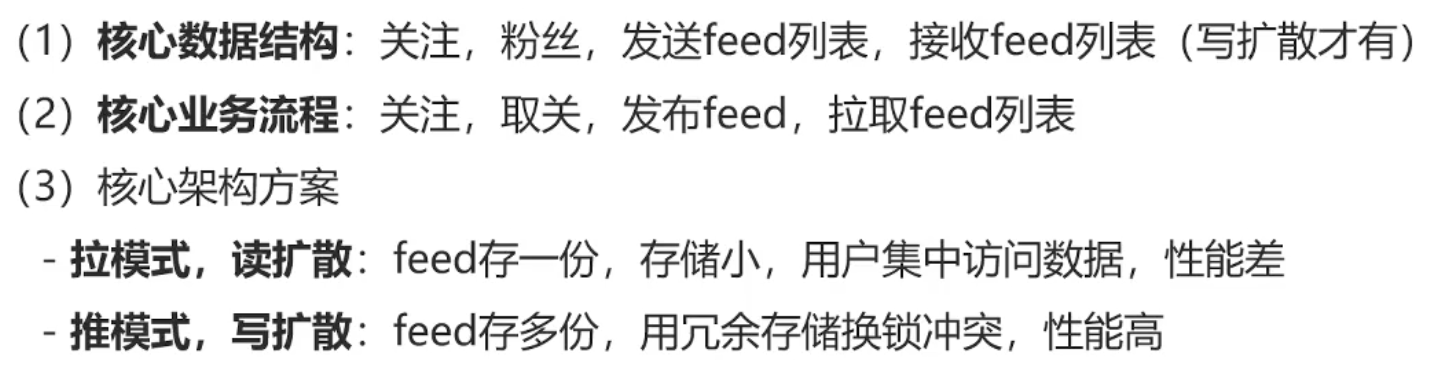 （1）核心数据结构：关注，粉丝，发送feed列表，接收feed列表（写扩散才有）
（2）核心业务流程：关注，取关，发布feed，拉取feed列表
（3）核心架构方案
- 拉模式，读扩散：feed存一份，存储小，用户集中访问数据，性能差
- 推模式，写扩散：feed存多份，用冗余存储换锁冲突，性能高